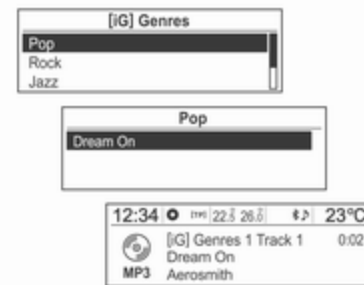 [iG] Genres
Pop
Rock
Jazz
Pop
Dream On
12:34 [TP] 22.5 26.0 23°C
[iG] Genres 1 Track 1 0:02
Dream On
MP3 Aerosmith